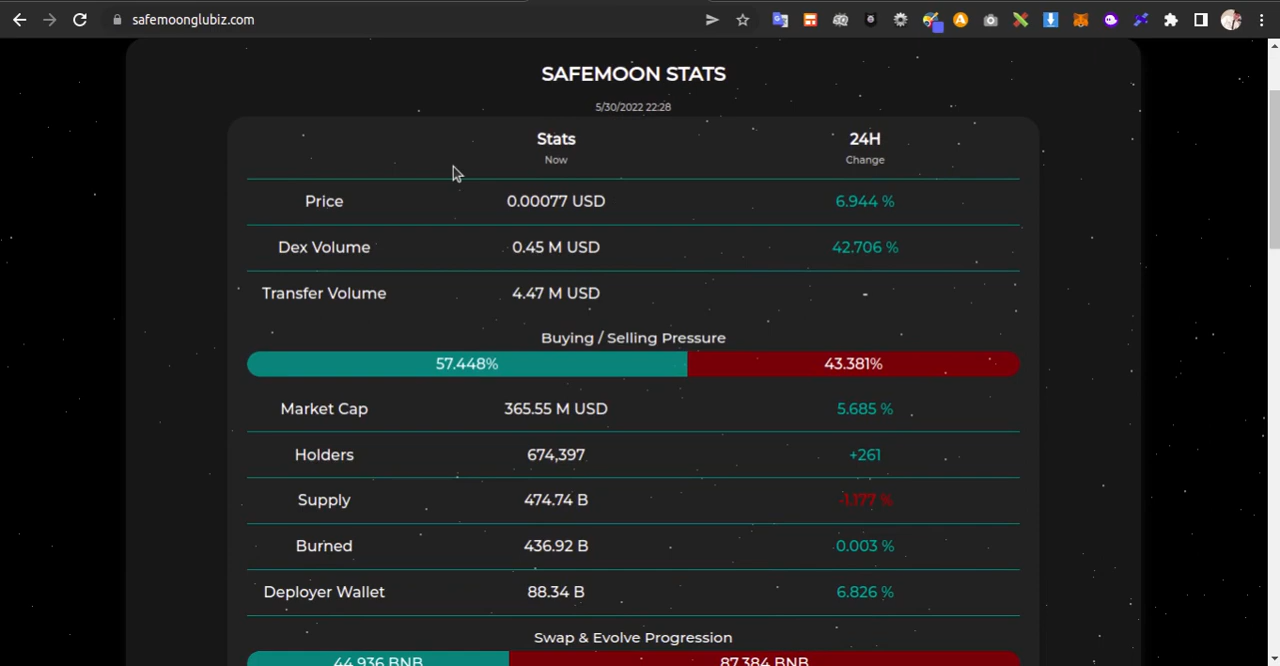 safemoonglubiz.com
SAFEMOON STATS
5/30/2022 22:28
Stats 24H
Now Change
Price 0.00077 USD 6.944 %
Dex Volume 0.45 M USD 42.706 %
Transfer Volume 4.47 M USD -
Buying / Selling Pressure
57.448% 43.381%
Market Cap 365.55 M USD 5.685 %
Holders 674,397 +261
Supply 474.74 B -1.177 %
Burned 436.92 B 0.003 %
Deployer Wallet 88.34 B 6.826 %
Swap & Evolve Progression
44.936 BNB 87.384 BNB